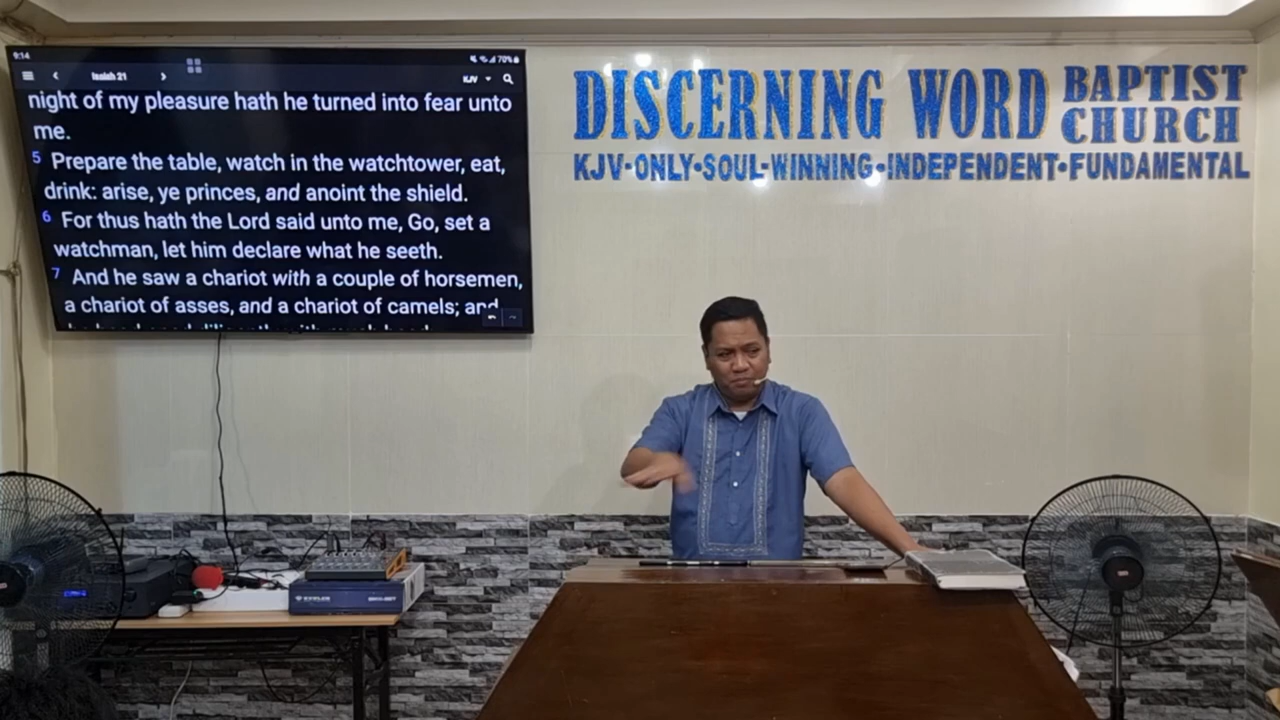 9:14
70%
Isaiah 21
KJV
night of my pleasure hath he turned into fear unto
me.
5 Prepare the table, watch in the watchtower, eat,
drink: arise, ye princes, and anoint the shield.
6 For thus hath the Lord said unto me, Go, set a
watchman, let him declare what he seeth.
7 And he saw a chariot with a couple of horsemen,
a chariot of asses, and a chariot of camels; and
DISCERNING WORD BAPTIST CHURCH
KJV-ONLY•SOUL-WINNING•INDEPENDENT•FUNDAMENTAL